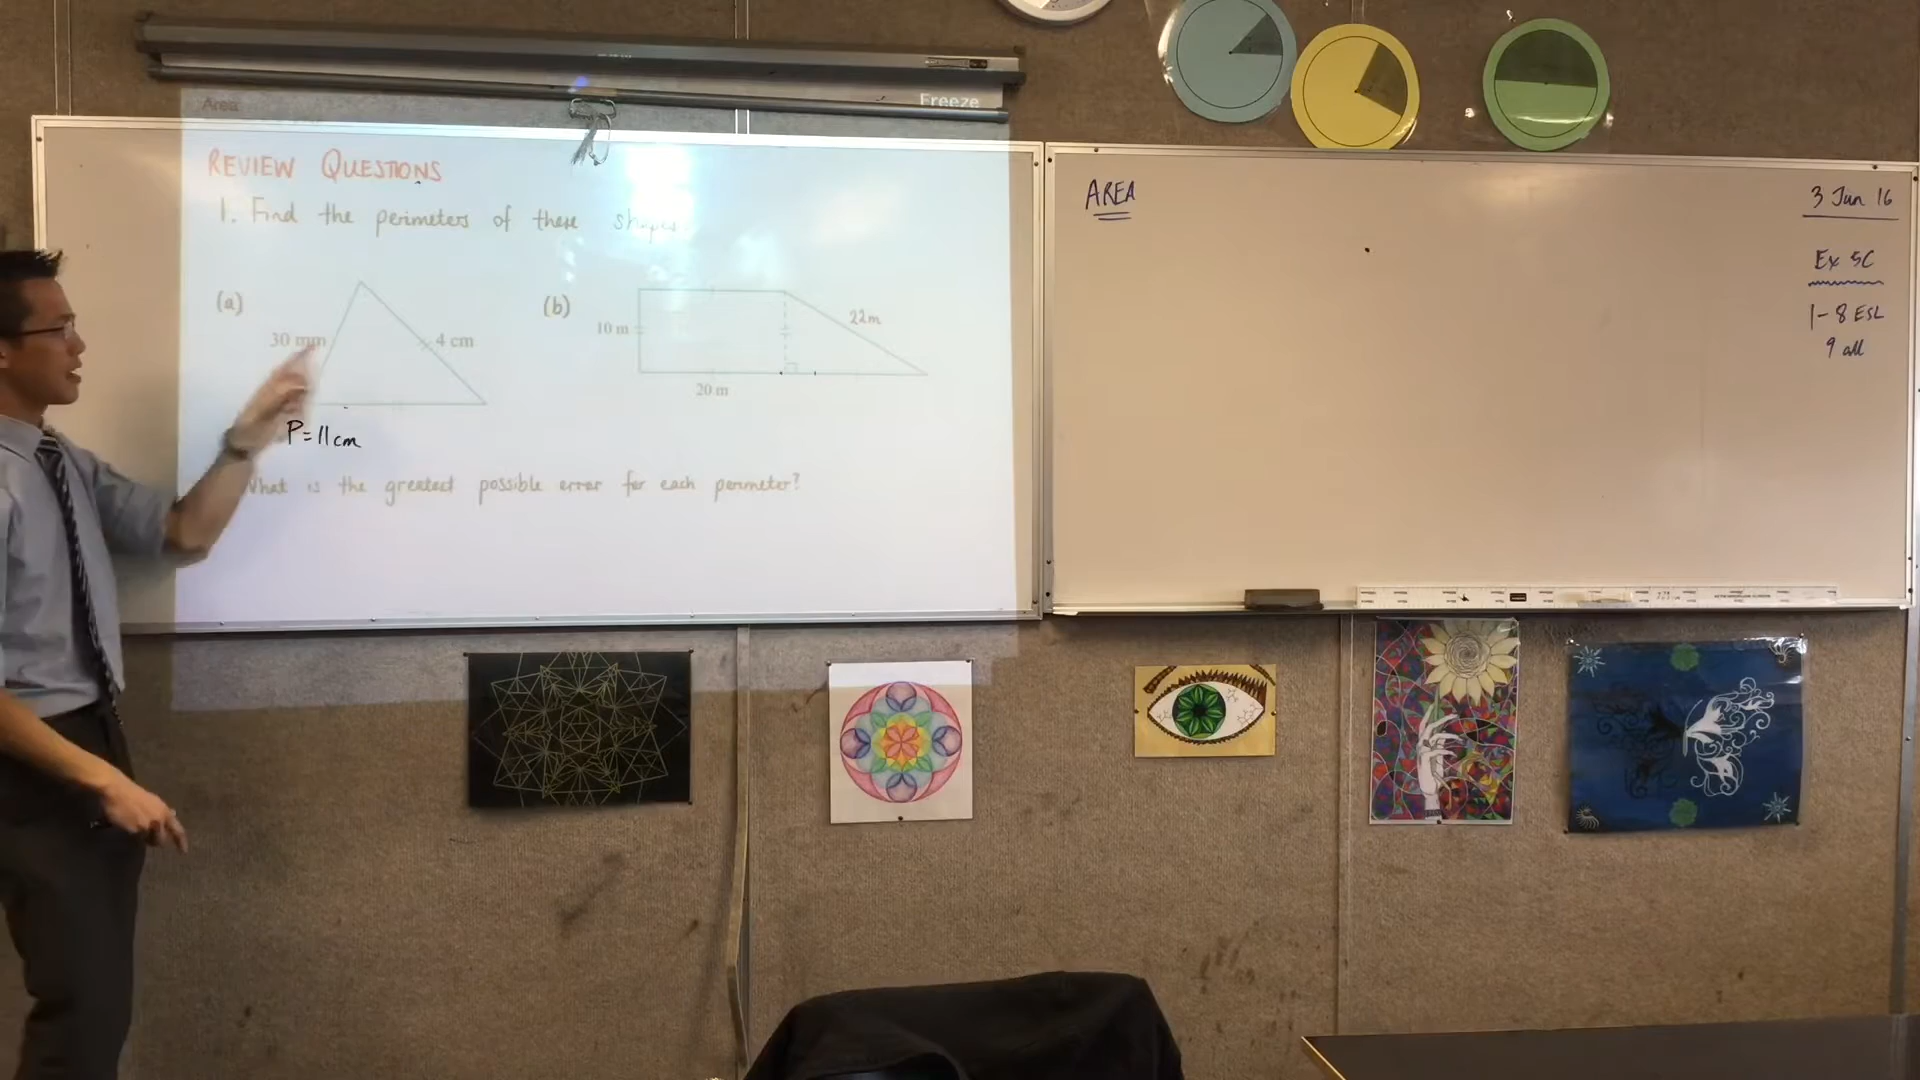 Area
Freeze
REVIEW QUESTIONS
1. Find the perimeters of these shapes
(a)
30 mm
4 cm
P = 11 cm
(b)
10 m
22m
20 m
What is the greatest possible error for each perimeter?
AREA
3 Jun 16
Ex 5C
1-8 ESL
9 all